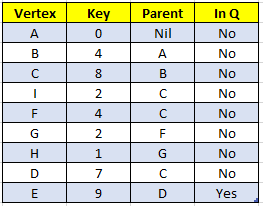 Vertex Key Parent In Q
A 0 Nil No
B 4 A No
C 8 B No
I 2 C No
F 4 C No
G 2 F No
H 1 G No
D 7 C No
E 9 D Yes